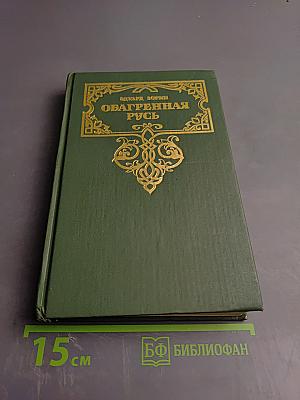 ЭДУАРД ЗОРИН
ОБАГРЕННАЯ
РУСЬ
15 см
БФ БИБЛИОФАН